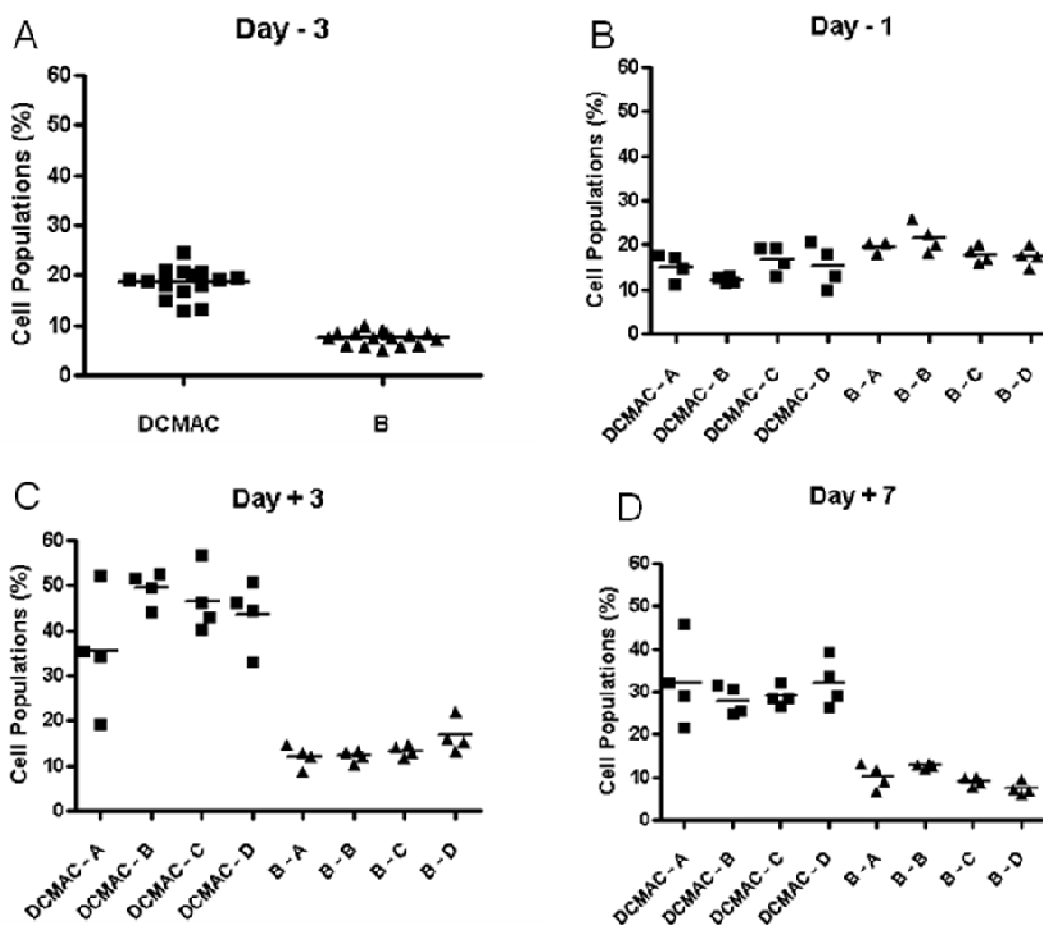 A
Day - 3
Cell Populations (%)
60
50
40
30
20
10
0
DCMAC
B
B
Day - 1
Cell Populations (%)
60
50
40
30
20
10
0
DCMAC - A
DCMAC - B
DCMAC - C
DCMAC - D
B - A
B - B
B - C
B - D
C
Day + 3
Cell Populations (%)
60
50
40
30
20
10
0
DCMAC - A
DCMAC - B
DCMAC - C
DCMAC - D
B - A
B - B
B - C
B - D
D
Day + 7
Cell Populations (%)
60
50
40
30
20
10
0
DCMAC - A
DCMAC - B
DCMAC - C
DCMAC - D
B - A
B - B
B - C
B - D